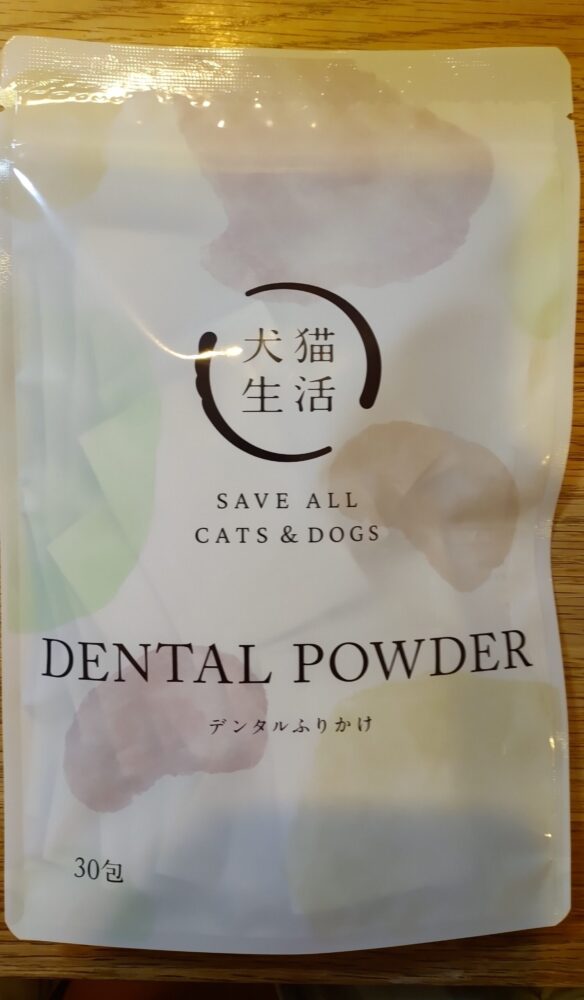 犬猫
生活
SAVE ALL
CATS & DOGS
DENTAL POWDER
デンタルふりかけ
30包